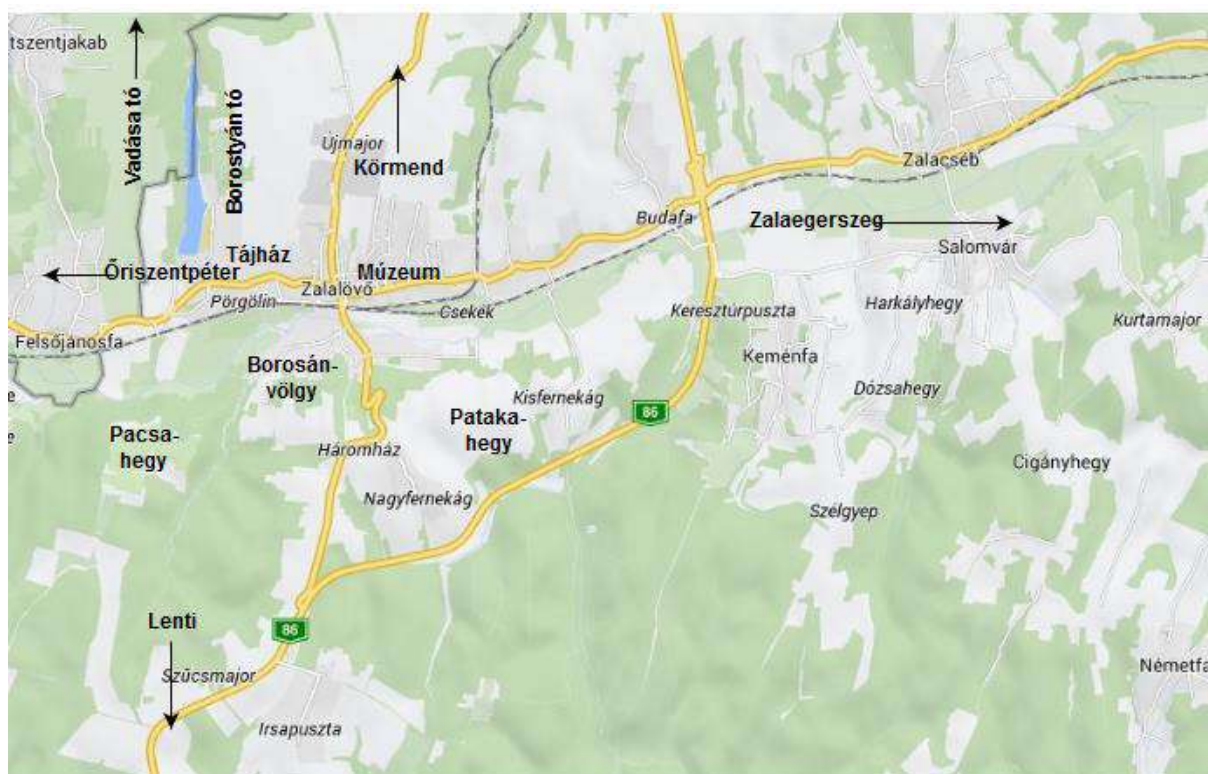 tszentjakab
Vadása tó
Borostyán tó
Újmajor
Körmend
Zalacséb
Budafa
Zalaegerszeg
Salomvár
Tájház
Őriszentpéter
Múzeum
Zalalövő
Pörgölin
Csekék
Keresztúrpuszta
Harkályhegy
Kurtamajor
Felsőjánosfa
Keménfa
Borosán-
völgy
Kisfernekág
Dózsahegy
e
Pataka-
hegy
86
e
Pacsa-
hegy
Háromház
Cigányhegy
Nagyfernekág
Szélgyep
Lenti
86
Szűcsmajor
Németfa
Irsapuszta